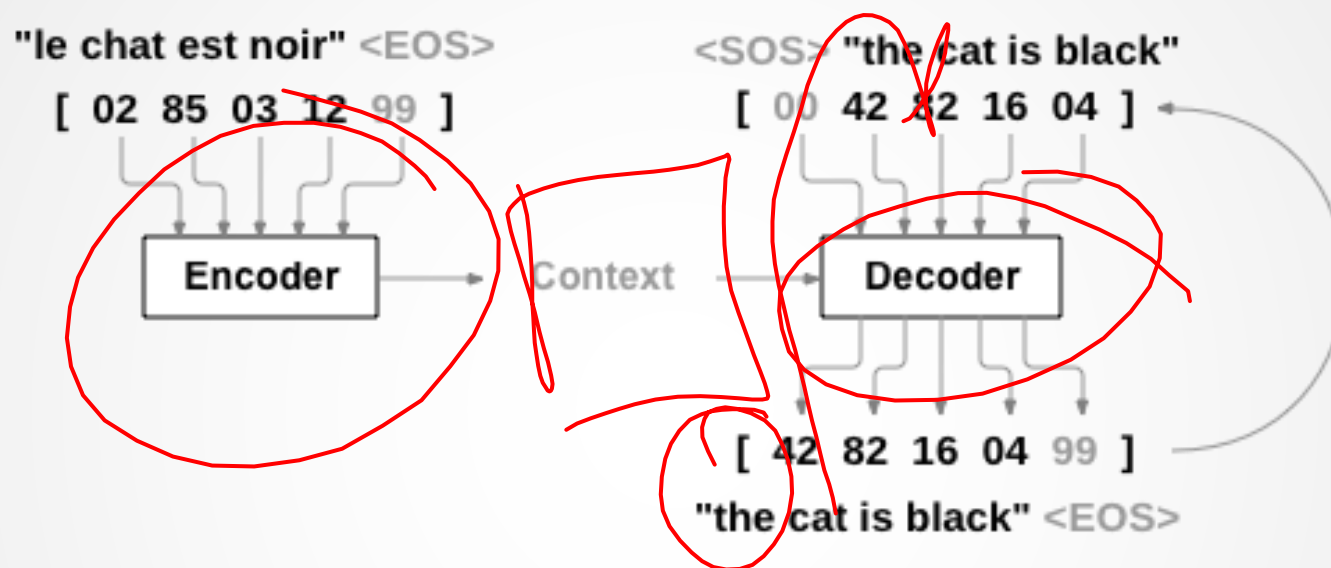 "le chat est noir" <EOS>
[ 02 85 03 12 99 ]
Encoder
Context
<SOS> "the cat is black"
[ 00 42 82 16 04 ]
Decoder
[ 42 82 16 04 99 ]
"the cat is black" <EOS>